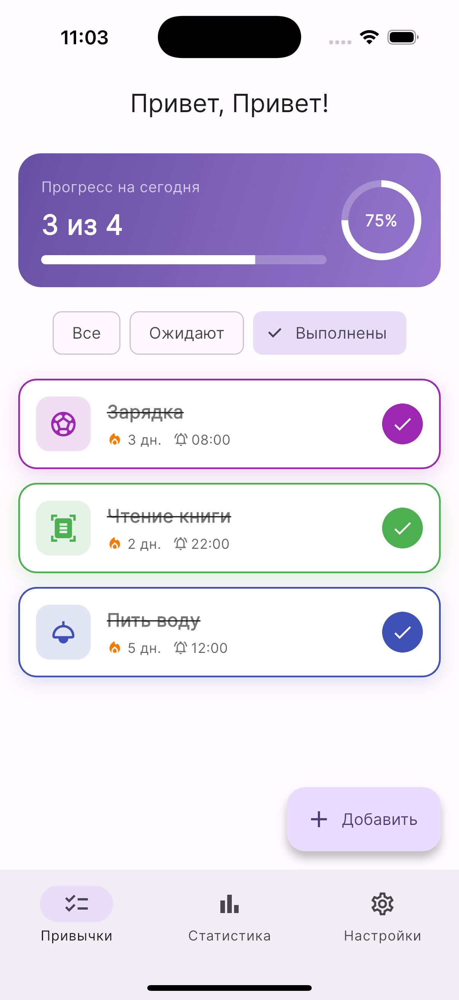 11:03
Привет, Привет!
Прогресс на сегодня
3 из 4
75%
Все
Ожидают
Выполнены
Зарядка
3 дн. 08:00
Чтение книги
2 дн. 22:00
Пить воду
5 дн. 12:00
Добавить
Привычки
Статистика
Настройки